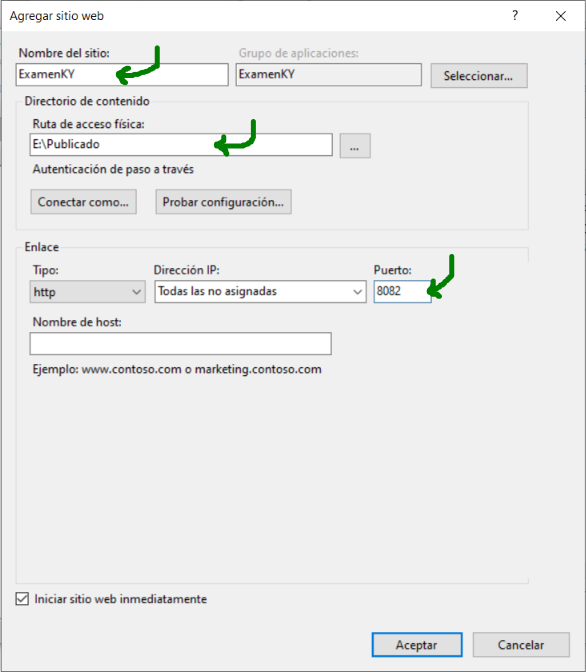 Agregar sitio web
?
Nombre del sitio:
Grupo de aplicaciones:
ExamenKY
ExamenKY
Seleccionar...
Directorio de contenido
Ruta de acceso física:
E:\Publicado
...
Autenticación de paso a través
Conectar como...
Probar configuración...
Enlace
Tipo:
Dirección IP:
Puerto:
http
Todas las no asignadas
8082
Nombre de host:
Ejemplo: www.contoso.com o marketing.contoso.com
Iniciar sitio web inmediatamente
Aceptar
Cancelar